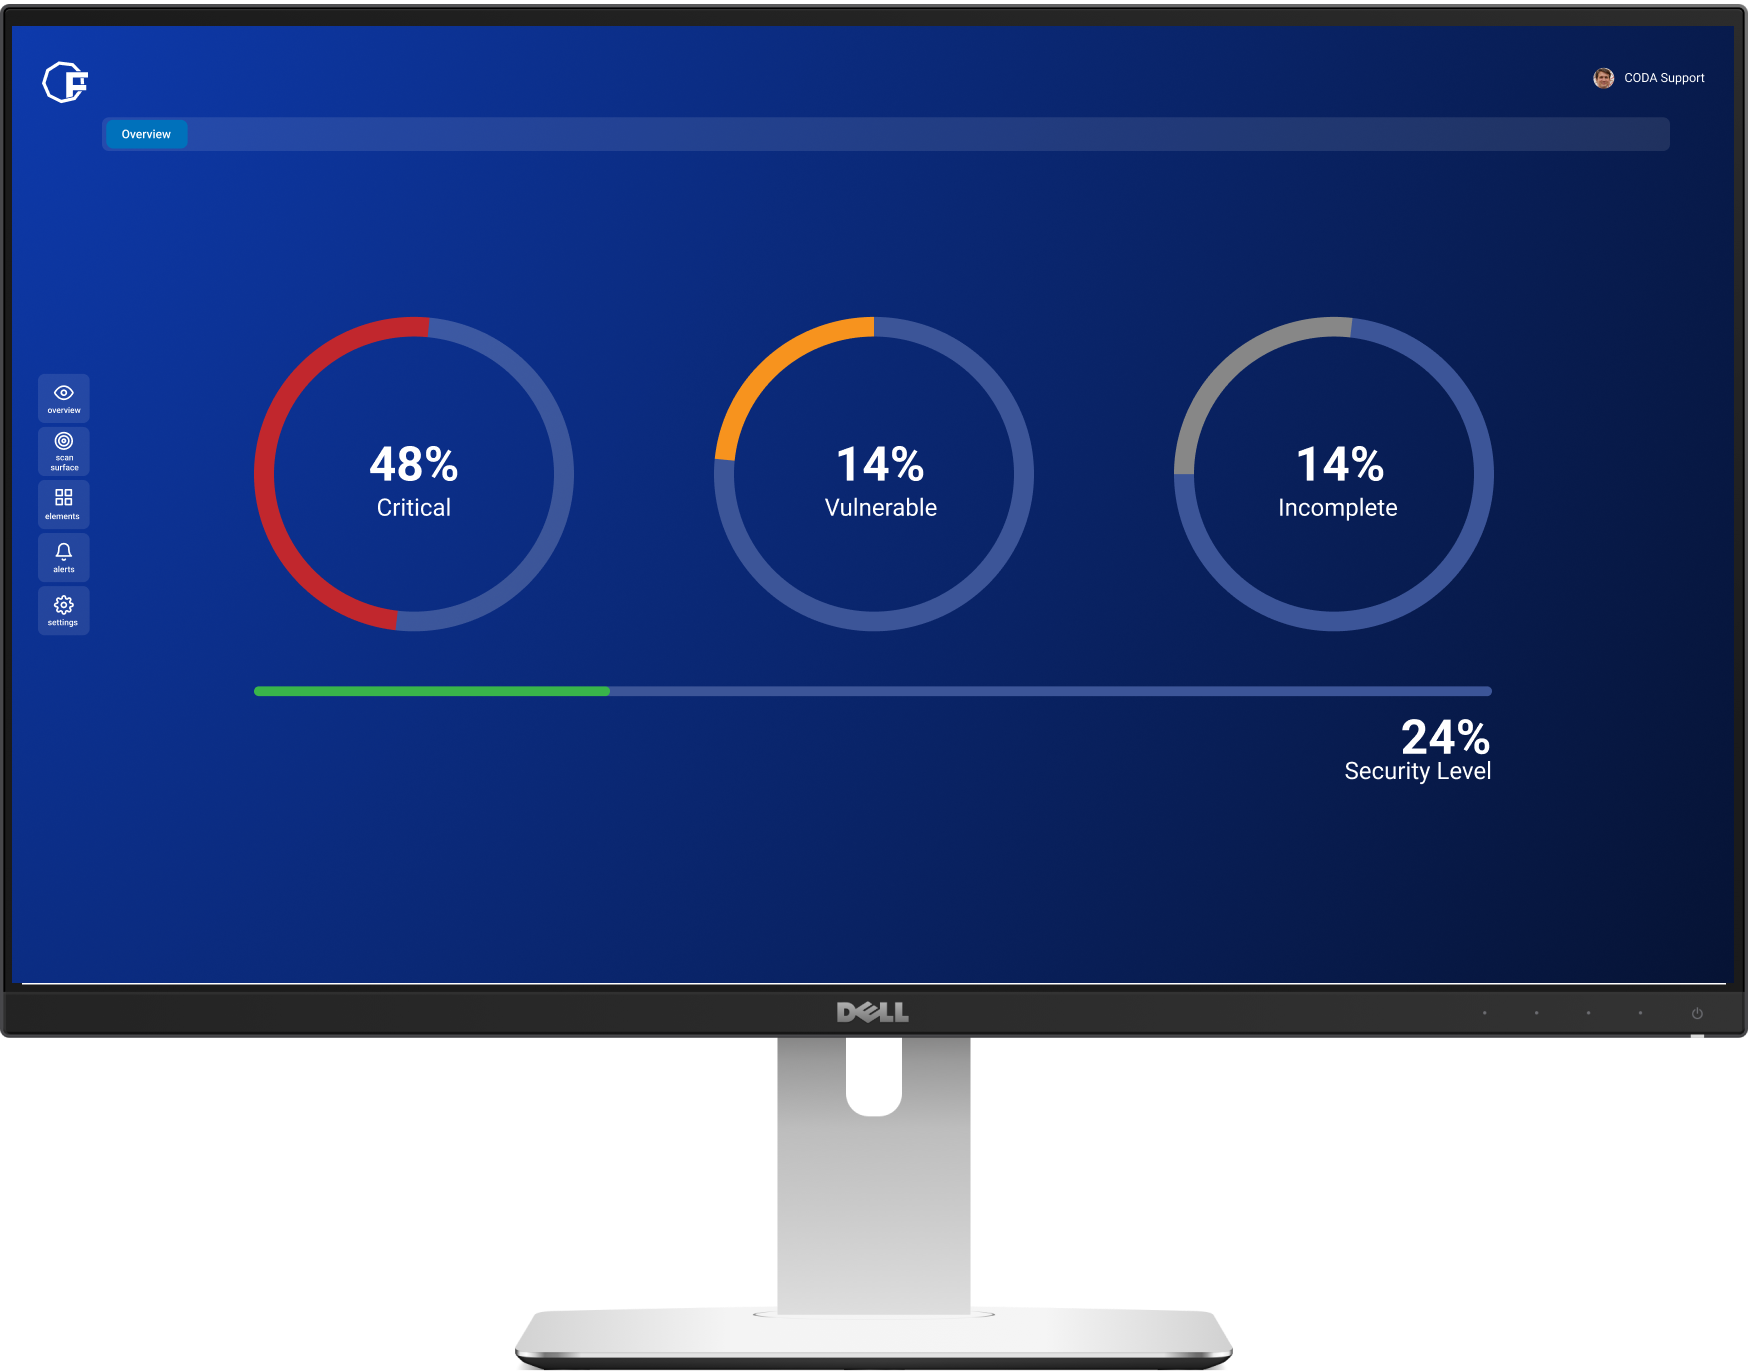 F
CODA Support
Overview
overview
scan
surface
elements
alerts
settings
48%
Critical
14%
Vulnerable
14%
Incomplete
24%
Security Level
DELL